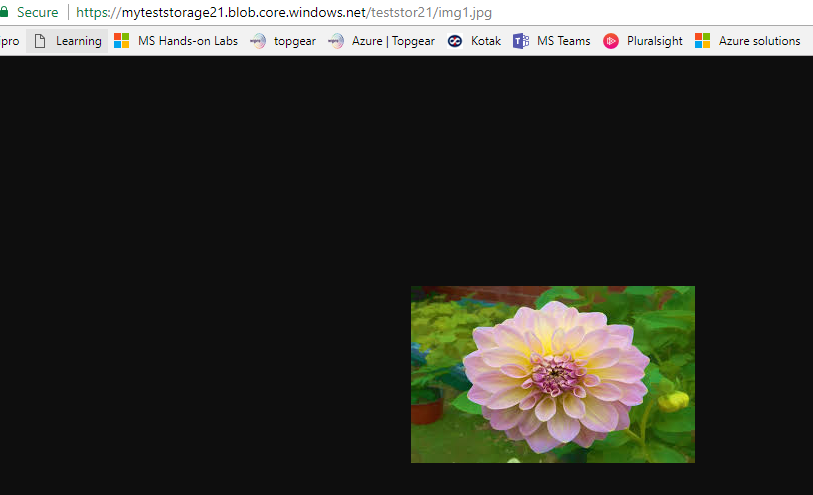 Secure https://myteststorage21.blob.core.windows.net/teststor21/img1.jpg
ipro Learning MS Hands-on Labs topgear Azure | Topgear Kotak MS Teams Pluralsight Azure solutions